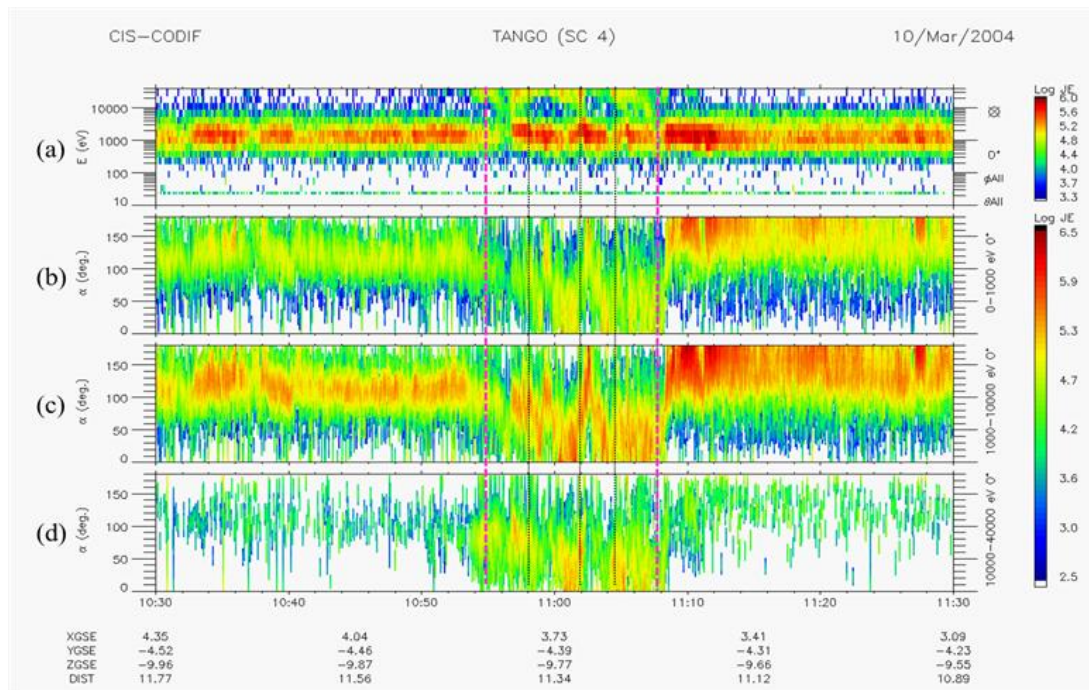 CIS-CODIF TANGO (SC 4) 10/Mar/2004
(a)
E (eV)
10000
1000
100
10
O⁺
ϕAll
θAll
Log JE
6.0
5.6
5.2
4.8
4.4
4.0
3.7
3.3
(b)
α (deg.)
150
100
50
0
0-1000 eV O⁺
Log JE
6.5
5.9
5.3
4.7
4.2
3.6
3.0
2.5
(c)
α (deg.)
150
100
50
0
1000-10000 eV O⁺
(d)
α (deg.)
150
100
50
0
10000-40000 eV O⁺
10:30 10:40 10:50 11:00 11:10 11:20 11:30
XGSE 4.35 4.04 3.73 3.41 3.09
YGSE -4.52 -4.46 -4.39 -4.31 -4.23
ZGSE -9.96 -9.87 -9.77 -9.66 -9.55
DIST 11.77 11.56 11.34 11.12 10.89